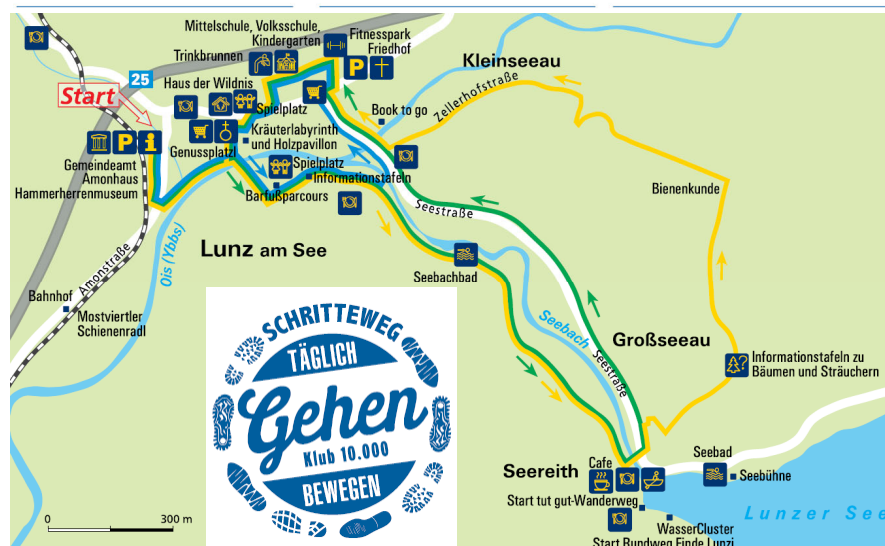 Mittelschule, Volksschule,
Kindergarten
Fitnesspark
Friedhof
P
Trinkbrunnen
25
Start
Haus der Wildnis
Spielplatz
Kleinseeau
Zellerhofstraße
Book to go
P
i
Gemeindeamt
Amonhaus
Hammerherrenmuseum
Genussplatzl
Kräuterlabyrinth
und Holzpavillon
Spielplatz
Informationstafeln
Barfußparcours
Bienenkunde
Seestraße
Lunz am See
Ois (Ybbs)
Amonstraße
Seebachbad
Bahnhof
Mostviertler
Schienenradl
Seebach
Großseeau
Seestraße
Informationstafeln zu
Bäumen und Sträuchern
SCHRITTEWEG
TÄGLICH
Gehen
Klub 10.000
BEWEGEN
Seereith
Cafe
Seebad
Seebühne
Start tut gut-Wanderweg
Lunzer See
WasserCluster
Start Rundweg Finde Lunzi
0
300 m